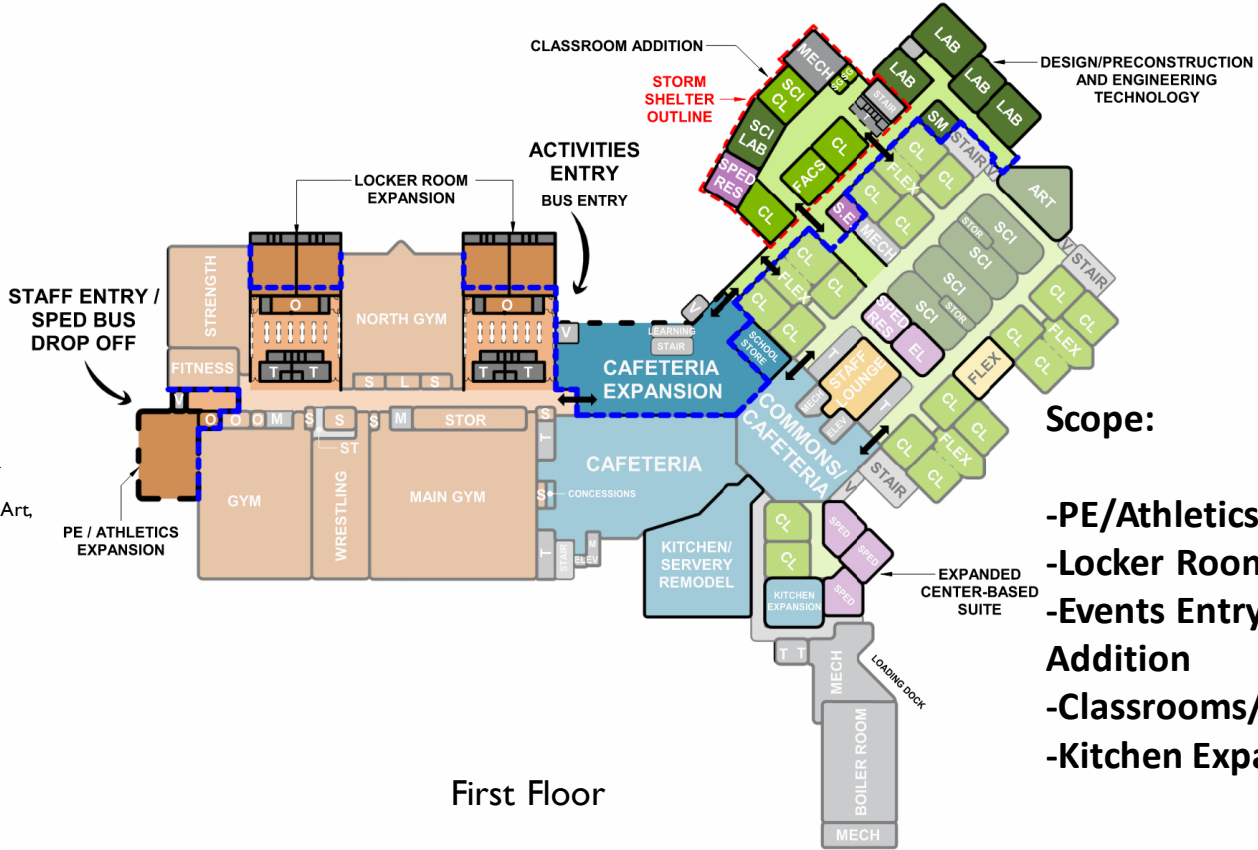 CLASSROOM ADDITION
STORM
SHELTER
OUTLINE
DESIGN/PRECONSTRUCTION
AND ENGINEERING
TECHNOLOGY
MECH
SG
SG
SCI
CL
SCI
LAB
SPED
RES
CL
FACS
CL
STAIR
T
LAB
LAB
LAB
LAB
SM
STAIR
V
ART
V
STAIR
CL
FLEX
CL
CL
CL
S.E
MECH
SCI
STOR
SCI
SCI
SCI
STOR
SPED
RES
EL
CL
FLEX
CL
CL
SCHOOL
STORE
CL
CL
CL
FLEX
CL
FLEX
CL
CL
FLEX
CL
CL
T
STAFF
LOUNGE
T
MECH
ELEV
STAIR
V
ACTIVITIES
ENTRY
BUS ENTRY
LOCKER ROOM
EXPANSION
STAFF ENTRY /
SPED BUS
DROP OFF
STRENGTH
FITNESS
V
O
T
T
NORTH GYM
S
L
S
O
T
T
V
V
LEARNING
STAIR
CAFETERIA
EXPANSION
COMMONS/
CAFETERIA
O
O
O
M
S
S
ST
S
M
STOR
S
T
PE / ATHLETICS
EXPANSION
GYM
WRESTLING
MAIN GYM
CAFETERIA
S
CONCESSIONS
T
STAIR
ELEV
M
KITCHEN/
SERVERY
REMODEL
CL
CL
SPED
SPED
SPED
KITCHEN
EXPANSION
EXPANDED
CENTER-BASED
SUITE
T T
MECH
LOADING DOCK
BOILER ROOM
MECH
Art,
Scope:
-PE/Athletics
-Locker Room
-Events Entry
Addition
-Classrooms/
-Kitchen Expa
First Floor